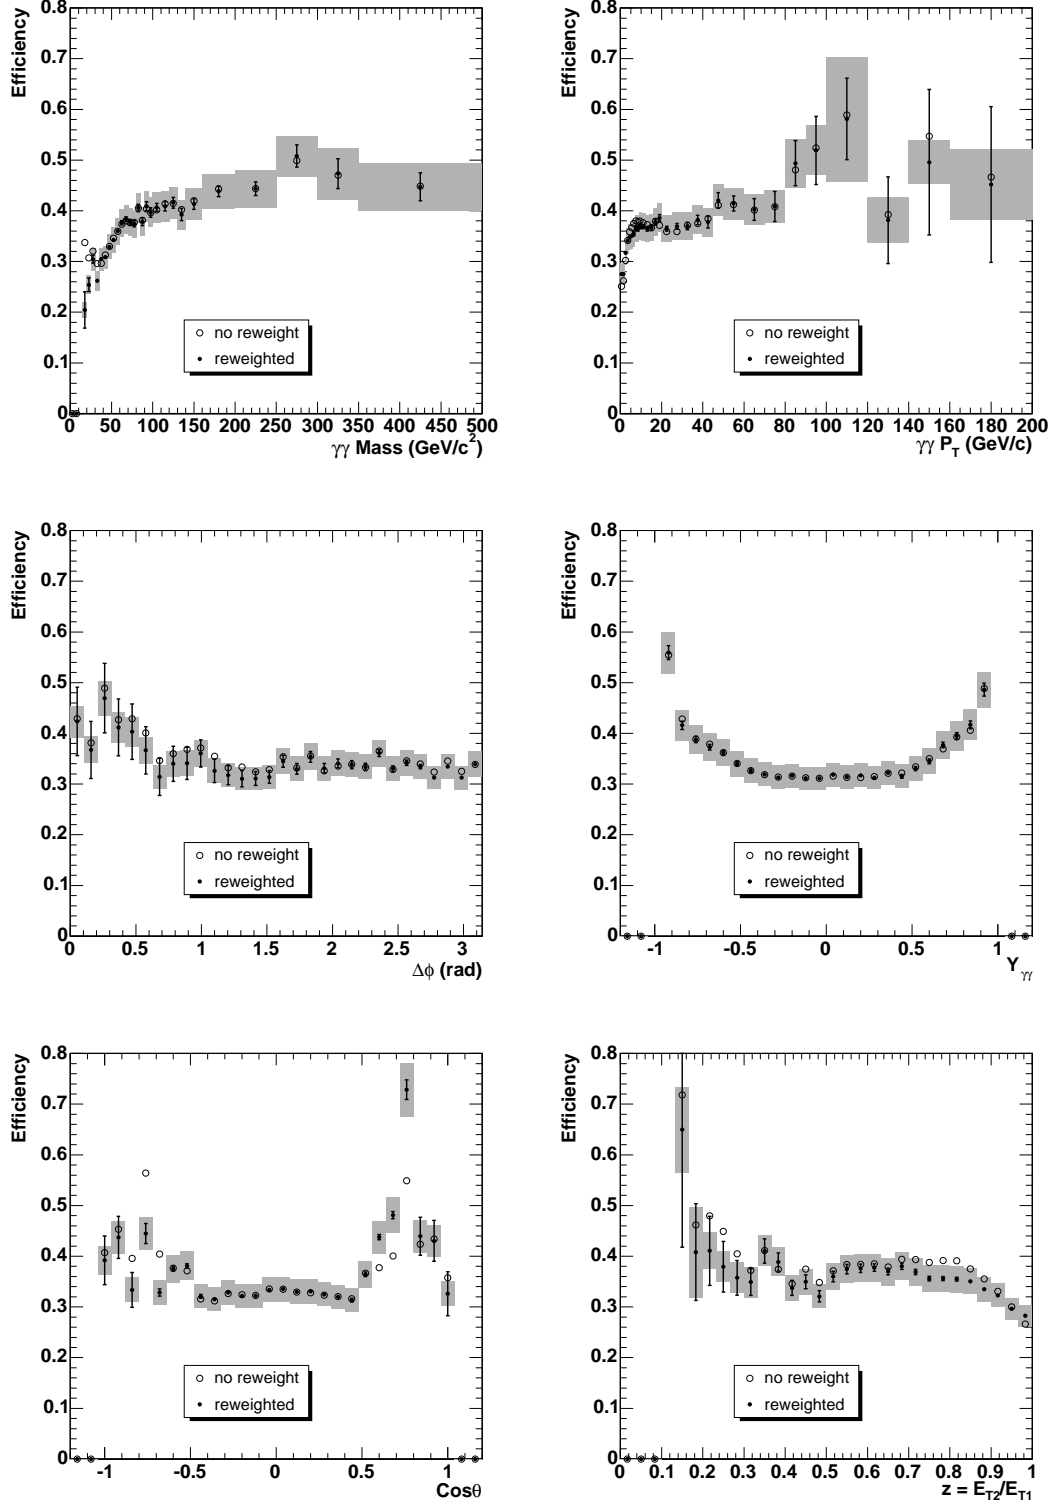 Efficiency
0.8
0.7
0.6
0.5
0.4
0.3
0.2
0.1
0
no reweight
reweighted
0 50 100 150 200 250 300 350 400 450 500
γγ Mass (GeV/c²)
Efficiency
0.8
0.7
0.6
0.5
0.4
0.3
0.2
0.1
0
no reweight
reweighted
0 20 40 60 80 100 120 140 160 180 200
γγ P_T (GeV/c)
Efficiency
0.8
0.7
0.6
0.5
0.4
0.3
0.2
0.1
0
no reweight
reweighted
0 0.5 1 1.5 2 2.5 3
Δϕ (rad)
Efficiency
0.8
0.7
0.6
0.5
0.4
0.3
0.2
0.1
0
no reweight
reweighted
-1 -0.5 0 0.5 1
Y_γγ
Efficiency
0.8
0.7
0.6
0.5
0.4
0.3
0.2
0.1
0
no reweight
reweighted
-1 -0.5 0 0.5 1
Cosθ
Efficiency
0.8
0.7
0.6
0.5
0.4
0.3
0.2
0.1
0
no reweight
reweighted
0 0.1 0.2 0.3 0.4 0.5 0.6 0.7 0.8 0.9 1
z = E_T2/E_T1